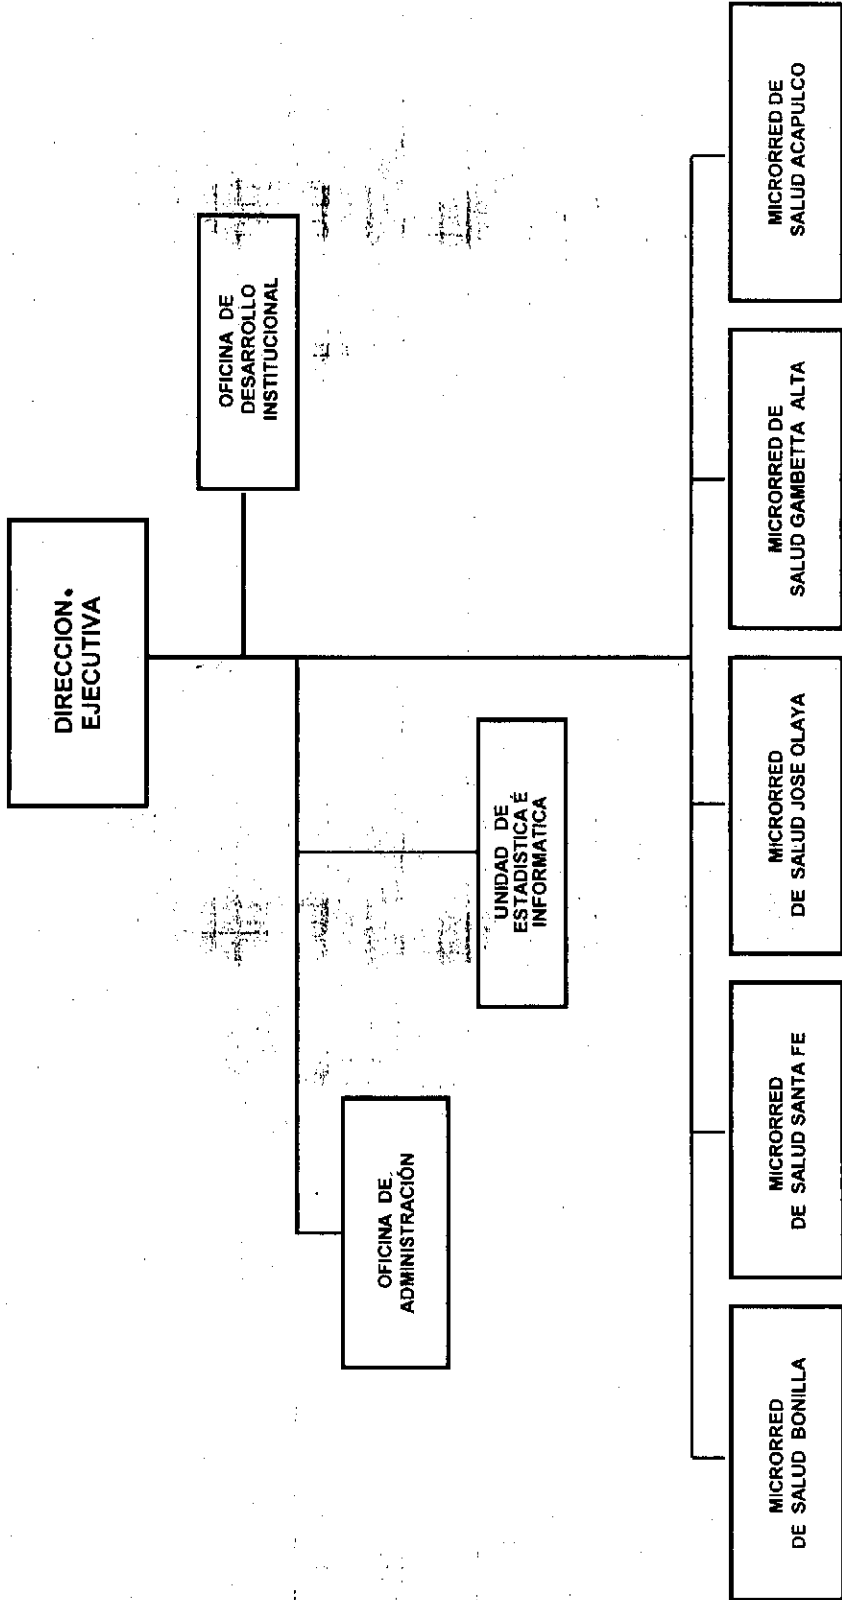 DIRECCION.
EJECUTIVA
OFICINA DE
DESARROLLO
INSTITUCIONAL
OFICINA DE
ADMINISTRACIÓN
UNIDAD DE
ESTADISTICA É
INFORMATICA
MICRORRED
DE SALUD BONILLA
MICRORRED
DE SALUD SANTA FE
MICRORRED
DE SALUD JOSE OLAYA
MICRORRED DE
SALUD GAMBETTA ALTA
MICRORRED DE
SALUD ACAPULCO